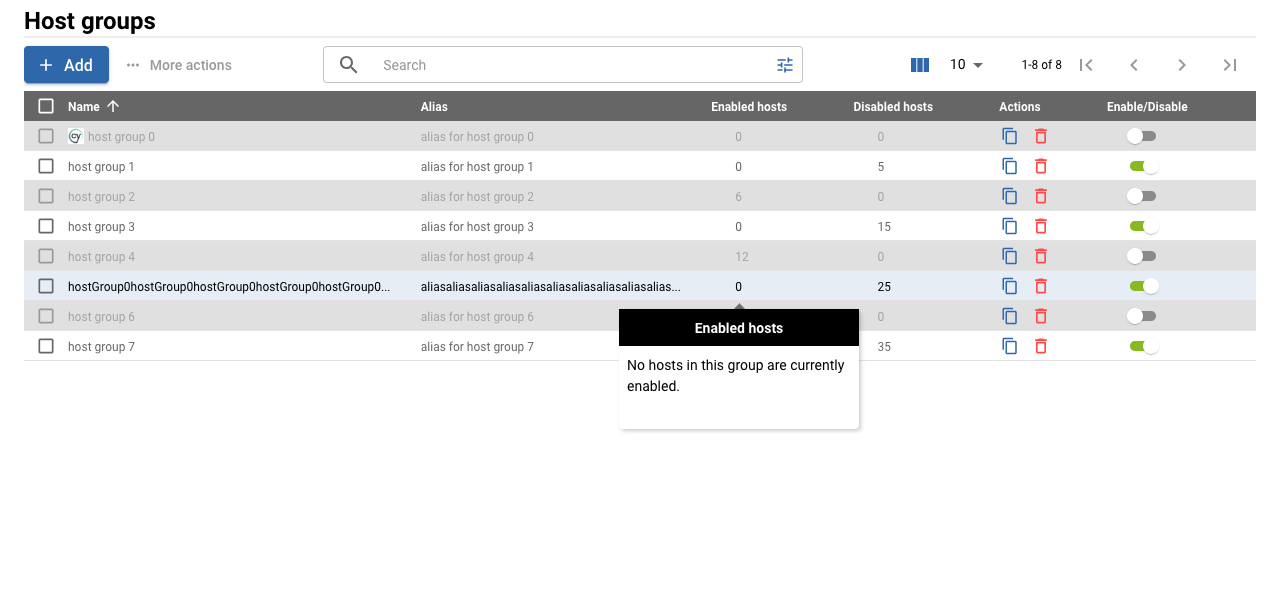 Host groups
Add ··· More actions Search 10 1-8 of 8
Name Alias Enabled hosts Disabled hosts Actions Enable/Disable
cy host group 0 alias for host group 0 0 0
host group 1 alias for host group 1 0 5
host group 2 alias for host group 2 6 0
host group 3 alias for host group 3 0 15
host group 4 alias for host group 4 12 0
hostGroup0hostGroup0hostGroup0hostGroup0hostGroup0... aliasaliasaliasaliasaliasaliasaliasaliasaliasaliasalias... 0 25
host group 6 alias for host group 6 0
host group 7 alias for host group 7 35
Enabled hosts
No hosts in this group are currently
enabled.